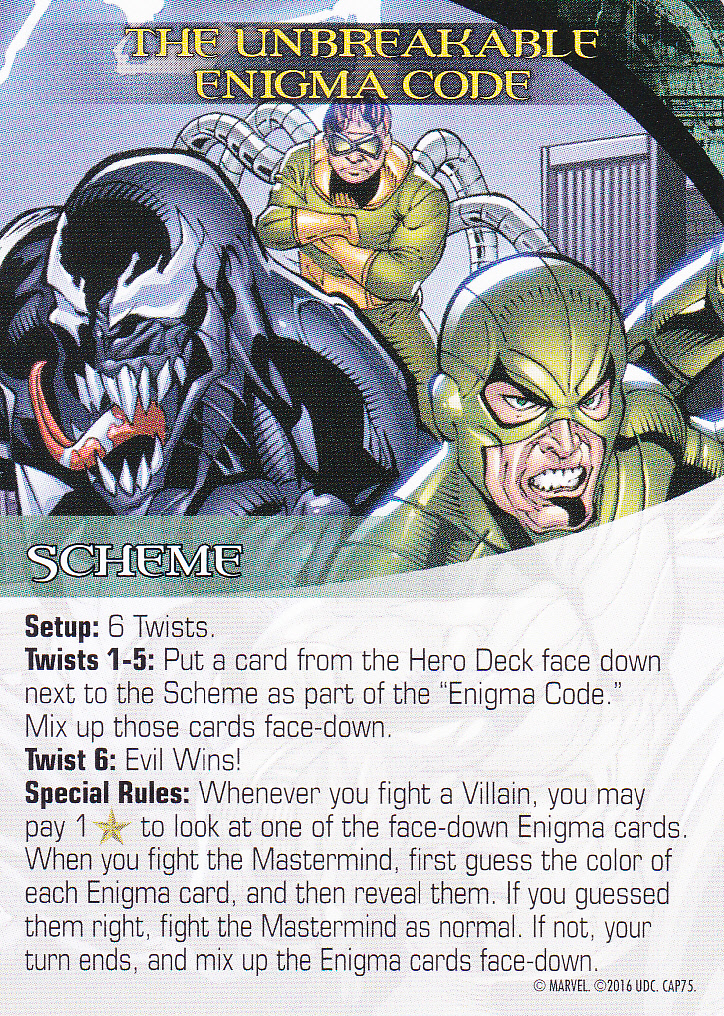 THE UNBREAKABLE
ENIGMA CODE
SCHEME
Setup: 6 Twists.
Twists 1-5: Put a card from the Hero Deck face down
next to the Scheme as part of the “Enigma Code.”
Mix up those cards face-down.
Twist 6: Evil Wins!
Special Rules: Whenever you fight a Villain, you may
pay 1 to look at one of the face-down Enigma cards.
When you fight the Mastermind, first guess the color of
each Enigma card, and then reveal them. If you guessed
them right, fight the Mastermind as normal. If not, your
turn ends, and mix up the Enigma cards face-down.
© MARVEL. ©2016 UDC. CAP75.